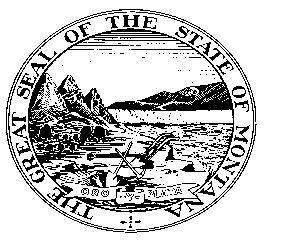 THE GREAT SEAL OF THE STATE OF MONTANA
ORO Y PLATA